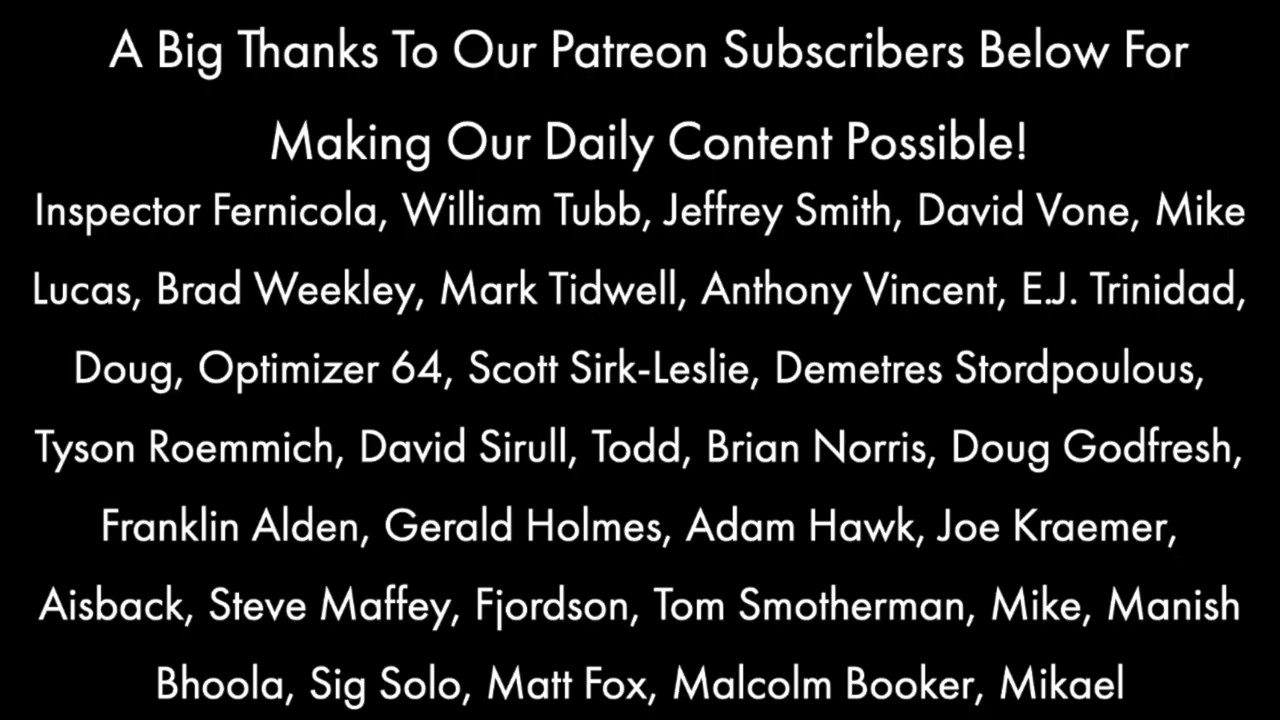 A Big Thanks To Our Patreon Subscribers Below For
Making Our Daily Content Possible!
Inspector Fernicola, William Tubb, Jeffrey Smith, David Vone, Mike
Lucas, Brad Weekley, Mark Tidwell, Anthony Vincent, E.J. Trinidad,
Doug, Optimizer 64, Scott Sirk-Leslie, Demetres Stordpoulous,
Tyson Roemmich, David Sirull, Todd, Brian Norris, Doug Godfresh,
Franklin Alden, Gerald Holmes, Adam Hawk, Joe Kraemer,
Aisback, Steve Maffey, Fjordson, Tom Smotherman, Mike, Manish
Bhoola, Sig Solo, Matt Fox, Malcolm Booker, Mikael